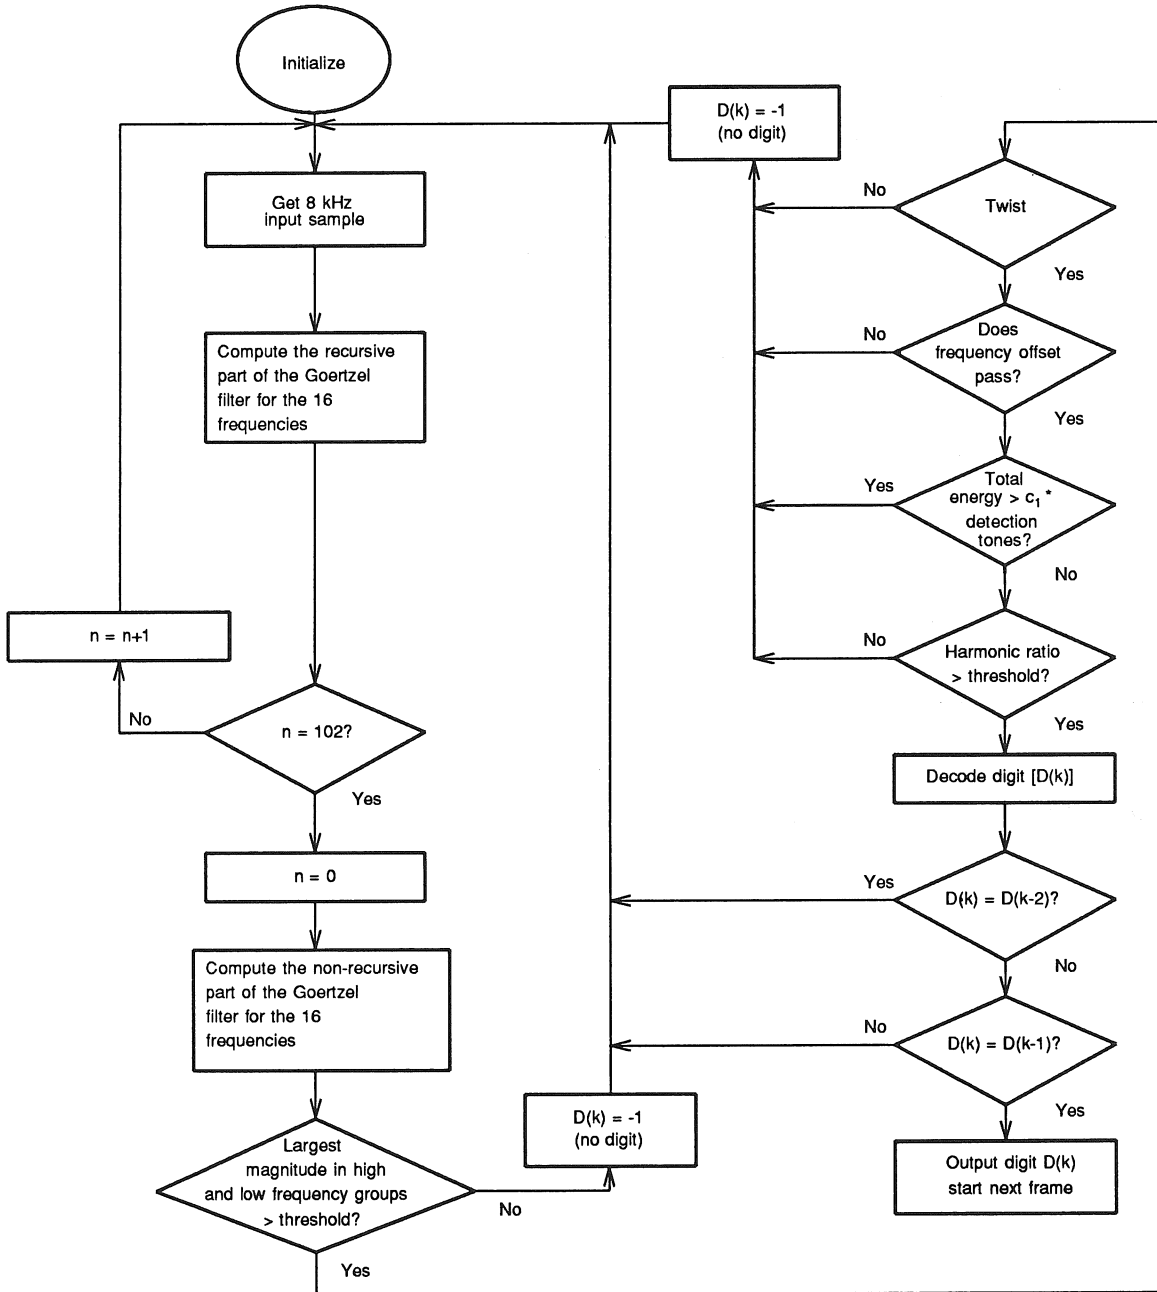 Initialize
Get 8 kHz
input sample
Compute the recursive
part of the Goertzel
filter for the 16
frequencies
n = n+1
No
n = 102?
Yes
n = 0
Compute the non-recursive
part of the Goertzel
filter for the 16
frequencies
Largest
magnitude in high
and low frequency groups
> threshold?
No
Yes
D(k) = -1
(no digit)
D(k) = -1
(no digit)
No
Twist
Yes
Does
No
frequency offset
pass?
Yes
Total
Yes
energy > c1 *
detection
tones?
No
No
Harmonic ratio
> threshold?
Yes
Decode digit [D(k)]
Yes
D(k) = D(k-2)?
No
No
D(k) = D(k-1)?
Yes
Output digit D(k)
start next frame